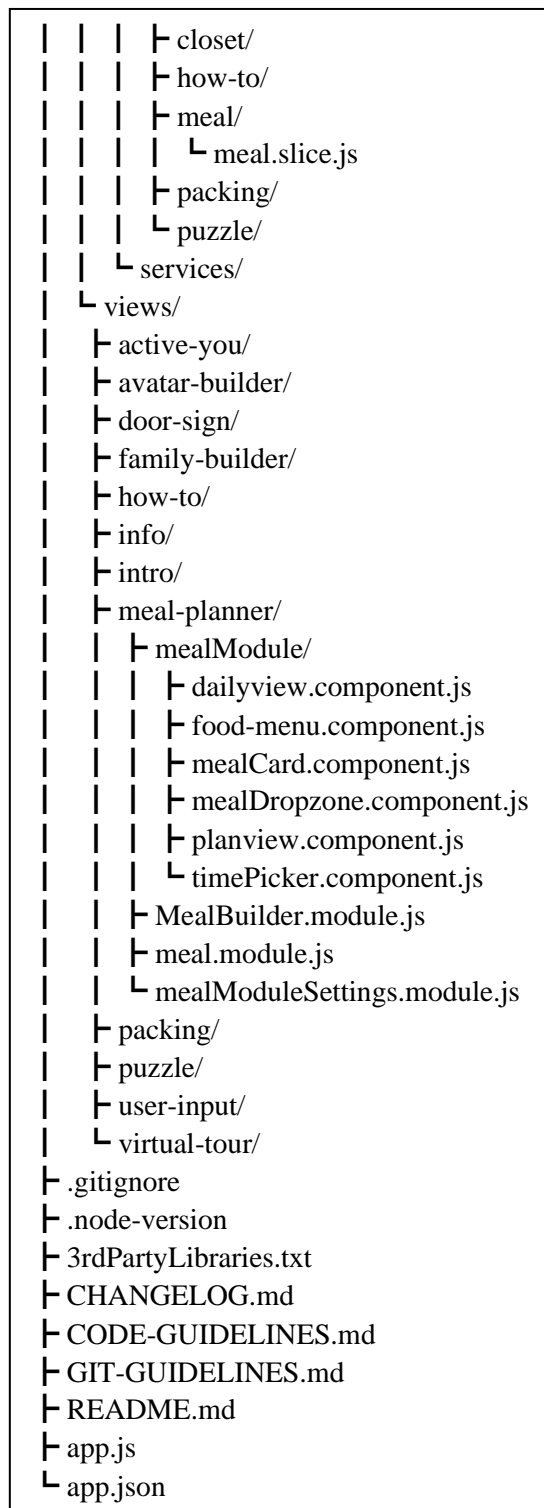 ┃ ┃ ┃ ┣ closet/
┃ ┃ ┃ ┣ how-to/
┃ ┃ ┃ ┣ meal/
┃ ┃ ┃ ┃ ┗ meal.slice.js
┃ ┃ ┃ ┣ packing/
┃ ┃ ┃ ┗ puzzle/
┃ ┃ ┗ services/
┃ ┗ views/
┃   ┣ active-you/
┃   ┣ avatar-builder/
┃   ┣ door-sign/
┃   ┣ family-builder/
┃   ┣ how-to/
┃   ┣ info/
┃   ┣ intro/
┃   ┣ meal-planner/
┃   ┃ ┣ mealModule/
┃   ┃ ┃ ┣ dailyview.component.js
┃   ┃ ┃ ┣ food-menu.component.js
┃   ┃ ┃ ┣ mealCard.component.js
┃   ┃ ┃ ┣ mealDropzone.component.js
┃   ┃ ┃ ┣ planview.component.js
┃   ┃ ┃ ┗ timePicker.component.js
┃   ┃ ┣ MealBuilder.module.js
┃   ┃ ┣ meal.module.js
┃   ┃ ┗ mealModuleSettings.module.js
┃   ┣ packing/
┃   ┣ puzzle/
┃   ┣ user-input/
┃   ┗ virtual-tour/
┣ .gitignore
┣ .node-version
┣ 3rdPartyLibraries.txt
┣ CHANGELOG.md
┣ CODE-GUIDELINES.md
┣ GIT-GUIDELINES.md
┣ README.md
┣ app.js
┗ app.json